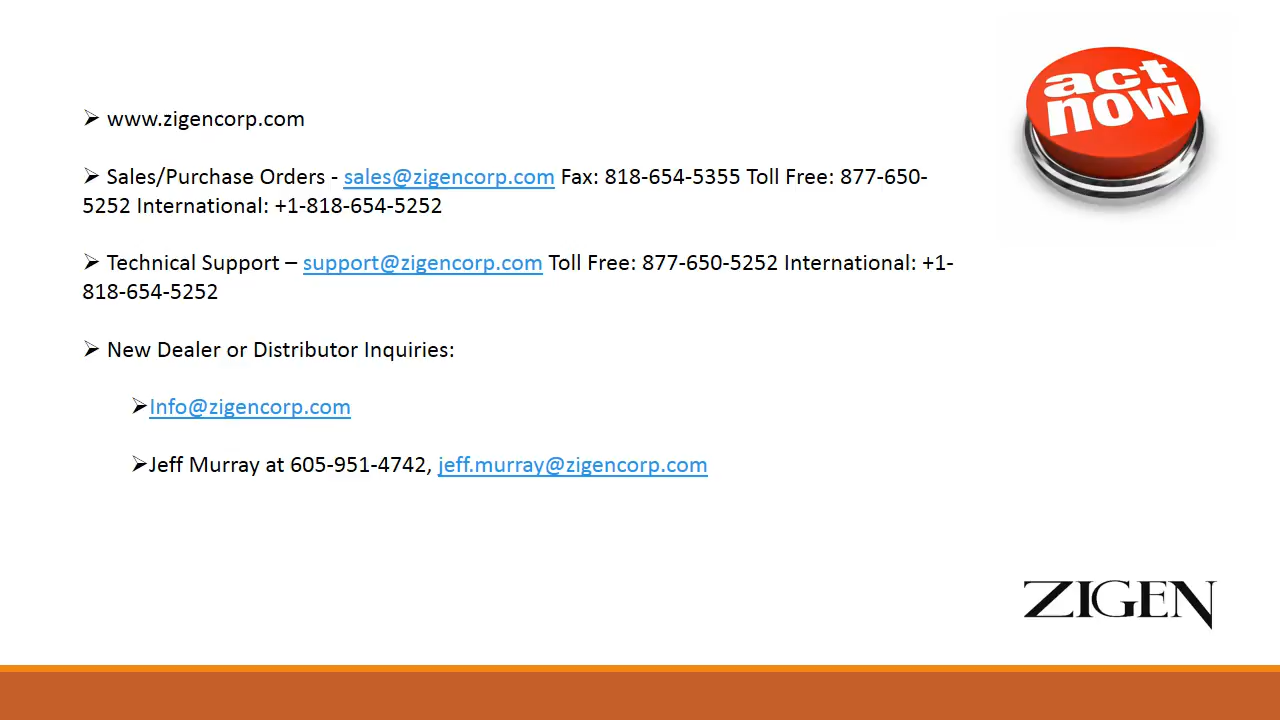 act
now
➢ www.zigencorp.com
➢ Sales/Purchase Orders - sales@zigencorp.com Fax: 818-654-5355 Toll Free: 877-650-
5252 International: +1-818-654-5252
➢ Technical Support – support@zigencorp.com Toll Free: 877-650-5252 International: +1-
818-654-5252
➢ New Dealer or Distributor Inquiries:
➢Info@zigencorp.com
➢Jeff Murray at 605-951-4742, jeff.murray@zigencorp.com
ZIGEN